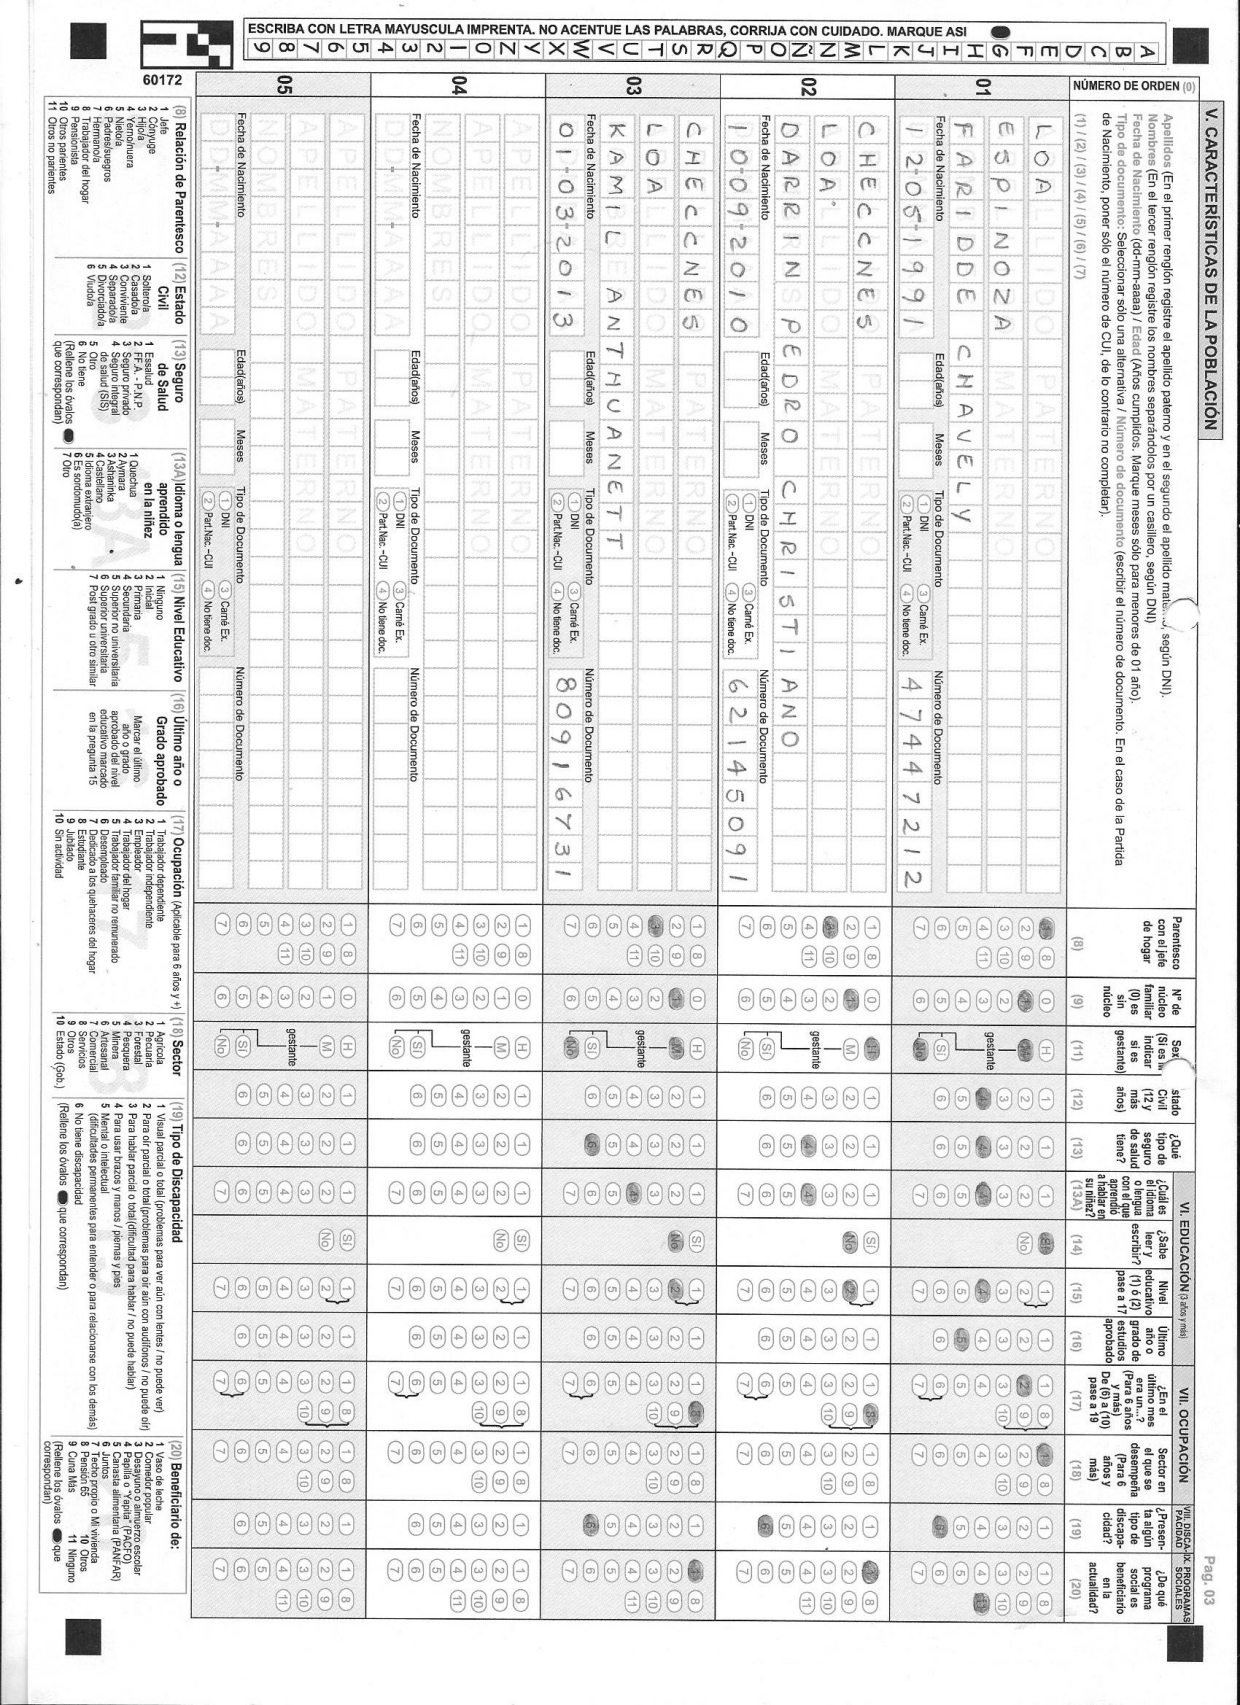 Pag. 03
ESCRIBA CON LETRA MAYUSCULA IMPRENTA. NO ACENTUE LAS PALABRAS, CORRIJA CON CUIDADO. MARQUE ASI
A B C D E F G H I J K L M N Ñ O P Q R S T U V W X Y Z 0 1 2 3 4 5 6 7 8 9
60172
V. CARACTERÍSTICAS DE LA POBLACIÓN
Apellidos (En el primer renglón registre el apellido paterno y en el segundo el apellido según DNI).
Nombres (En el tercer renglón registre los nombres separándolos por un casillero, según DNI)
Fecha de Nacimiento (dd-mm-aaaa) / Edad (Años cumplidos. Marque meses sólo para menores de 01 año).
Tipo de documento: Seleccionar sólo una alternativa / Número de documento (escribir el número de documento. En el caso de la Partida
de Nacimiento, poner sólo el número de CUI, de lo contrario no completar).
NÚMERO DE ORDEN (0)
(1) / (2) / (3) / (4) / (5) / (6) / (7)
Parentesco con el jefe de hogar
(8)
N° de núcleo familiar (0) es sin núcleo
(9)
indicar si es gestante)
(11)
Civil (12 y más años)
(12)
¿Qué tipo de seguro de salud tiene?
(13)
VI. EDUCACIÓN (3 años y más)
¿Cuál es el idioma o lengua con el que aprendió a hablar en su niñez?
(13A)
¿Sabe leer y escribir?
(14)
Nivel educativo (1) ó (2) pase a 17
(15)
Último año o grado de estudios aprobado
(16)
VII. OCUPACIÓN
¿En el último mes era un...? (Para 6 años y más) De (6) a (10) pase a 19
(17)
Sector en el que se desempeña (Para 6 años y más)
(18)
VIII. DISCA-PACIDAD
¿Presenta algún tipo de discapacidad?
(19)
IX. PROGRAMAS SOCIALES
¿De qué programa social es beneficiario en la actualidad?
(20)
01
LOA
ESPINOZA
FARIDDE CHAVELY
Fecha de Nacimiento Edad(años) Meses Tipo de Documento Número de Documento
12-05-1991 1 DNI 3 Carné Ex. 2 Part.Nac. -CUI 4 No tiene doc. 47447212
02
CHECCNES
LOA
DARRIN PEDRO CHRISTIANO
Fecha de Nacimiento Edad(años) Meses Tipo de Documento Número de Documento
10-09-2010 1 DNI 3 Carné Ex. 2 Part.Nac. -CUI 4 No tiene doc. 62145091
03
CHECCNES
LOA
KAMIL ANTHUANETT
Fecha de Nacimiento Edad(años) Meses Tipo de Documento Número de Documento
01-03-2013 1 DNI 3 Carné Ex. 2 Part.Nac. -CUI 4 No tiene doc. 80916731
04
Fecha de Nacimiento Edad(años) Meses Tipo de Documento Número de Documento
1 DNI 3 Carné Ex. 2 Part.Nac. -CUI 4 No tiene doc.
05
Fecha de Nacimiento Edad(años) Meses Tipo de Documento Número de Documento
1 DNI 3 Carné Ex. 2 Part.Nac. -CUI 4 No tiene doc.
(8) Relación de Parentesco
1 Jefe
2 Cónyuge
3 Hijo/a
4 Yerno/nuera
5 Nieto/a
6 Padres/suegros
7 Hermano/a
8 Trabajador del hogar
9 Pensionista
10 Otros parientes
11 Otros no parientes
(12) Estado Civil
1 Soltero/a
2 Casado/a
3 Conviviente
4 Separado/a
5 Divorciado/a
6 Viudo/a
(13) Seguro de Salud
1 Essalud
2 FF.A. - P.N.P.
3 Seguro privado
4 Seguro integral de salud (SIS)
5 Otro
6 No tiene
(Rellene los óvalos que correspondan)
(13A) Idioma o lengua aprendido en la niñez
1 Quechua
2 Aymara
3 Ashaninka
4 Castellano
5 Idioma extranjero
6 Es sordomudo(a)
7 Otro
(15) Nivel Educativo
1 Ninguno
2 Inicial
3 Primaria
4 Secundaria
5 Superior no universitaria
6 Superior universitaria
7 Post grado u otro similar
(16) Último año o Grado aprobado
Marcar el último
año o grado
aprobado del nivel
educativo marcado
en la pregunta 15
(17) Ocupación (Aplicable para 6 años y +)
1 Trabajador dependiente
2 Trabajador independiente
3 Empleador
4 Trabajador del hogar
5 Trabajador familiar no remunerado
6 Desempleado
7 Dedicado a los quehaceres del hogar
8 Estudiante
9 Jubilado
10 Sin actividad
(18) Sector
1 Agrícola
2 Pecuaria
3 Forestal
4 Pesquera
5 Minera
6 Artesanal
7 Comercial
8 Servicios
9 Otros
10 Estado (Gob.)
(19) Tipo de Discapacidad
1 Visual parcial o total (problemas para ver aún con lentes / no puede ver)
2 Para oír parcial o total (problemas para oír aún con audífonos / no puede oír)
3 Para hablar parcial o total (dificultad para hablar / no puede hablar)
4 Para usar brazos y manos / piernas y pies
5 Mental o intelectual
(dificultades permanentes para entender o para relacionarse con los demás)
6 No tiene discapacidad
(Rellene los óvalos que correspondan)
(20) Beneficiario de:
1 Vaso de leche
2 Comedor popular
3 Desayuno o almuerzo escolar
4 Papilla o "Yapita" (PACFO)
5 Canasta alimentaria (PANFAR)
6 Juntos
7 Techo propio o Mi vivienda
8 Pensión 65
9 Cuna Más
10 Otros
11 Ninguno
(Rellene los óvalos que correspondan)